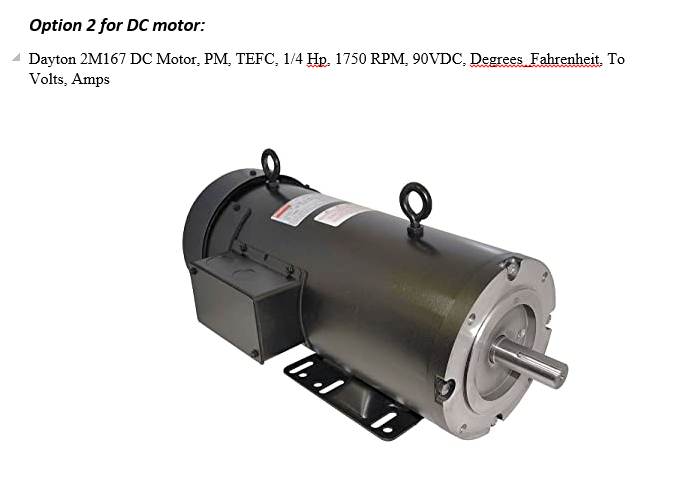 Option 2 for DC motor:
Dayton 2M167 DC Motor, PM, TEFC, 1/4 Hp, 1750 RPM, 90VDC, Degrees Fahrenheit, To
Volts, Amps